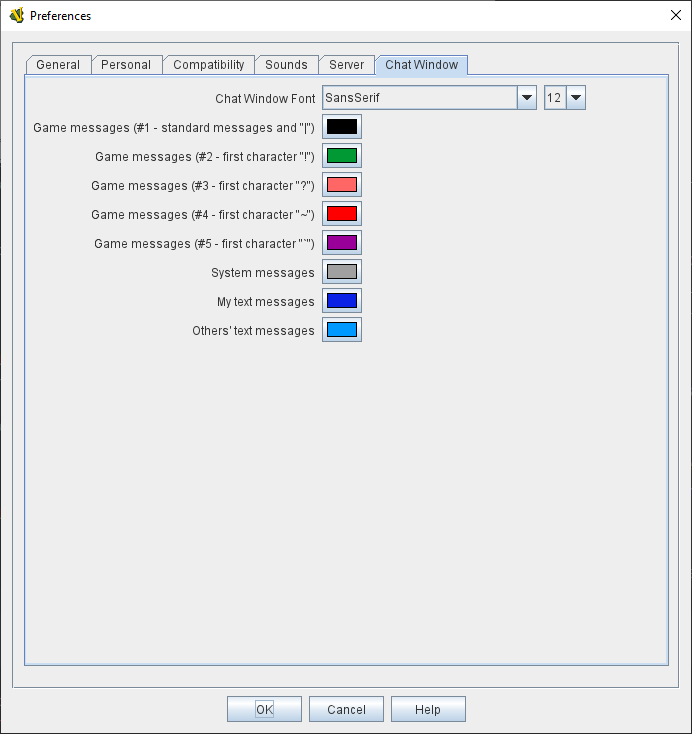 Preferences
General Personal Compatibility Sounds Server Chat Window
Chat Window Font SansSerif 12
Game messages (#1 - standard messages and "|")
Game messages (#2 - first character "!")
Game messages (#3 - first character "?")
Game messages (#4 - first character "~")
Game messages (#5 - first character "`")
System messages
My text messages
Others' text messages
OK Cancel Help